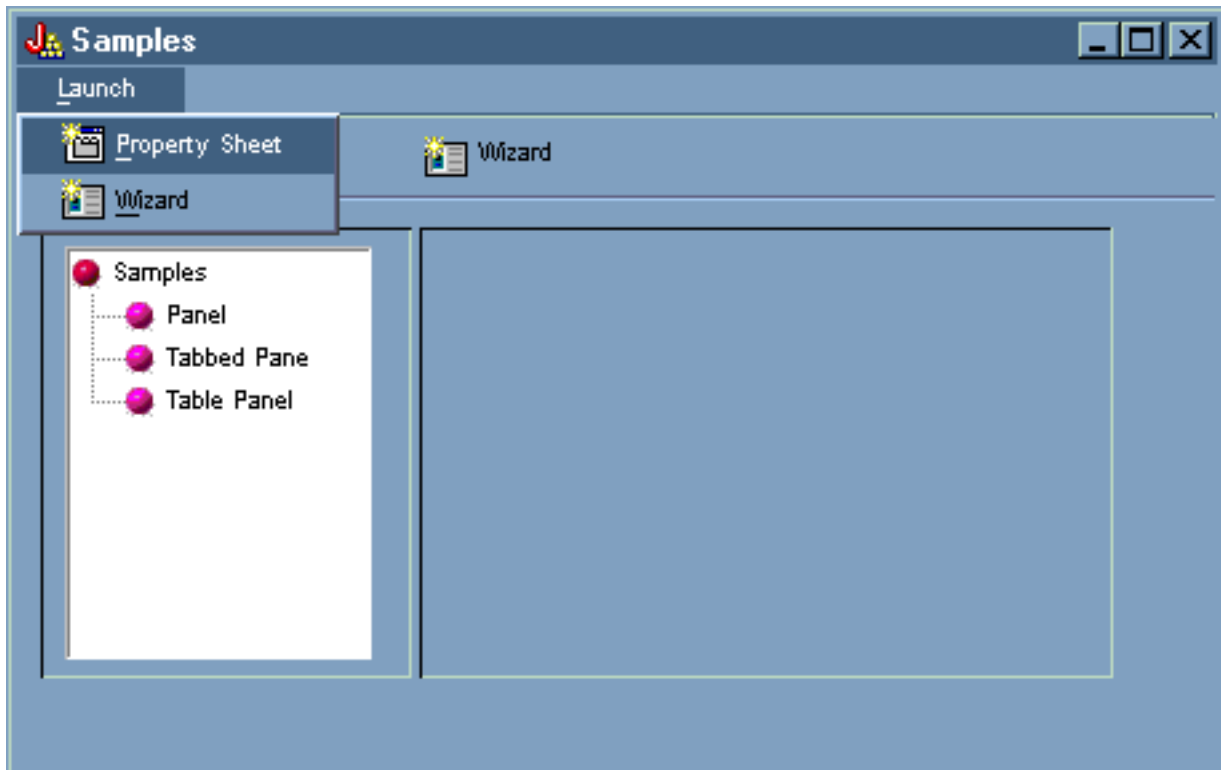 Samples
Launch
Property Sheet
Wizard
Wizard
Samples
Panel
Tabbed Pane
Table Panel